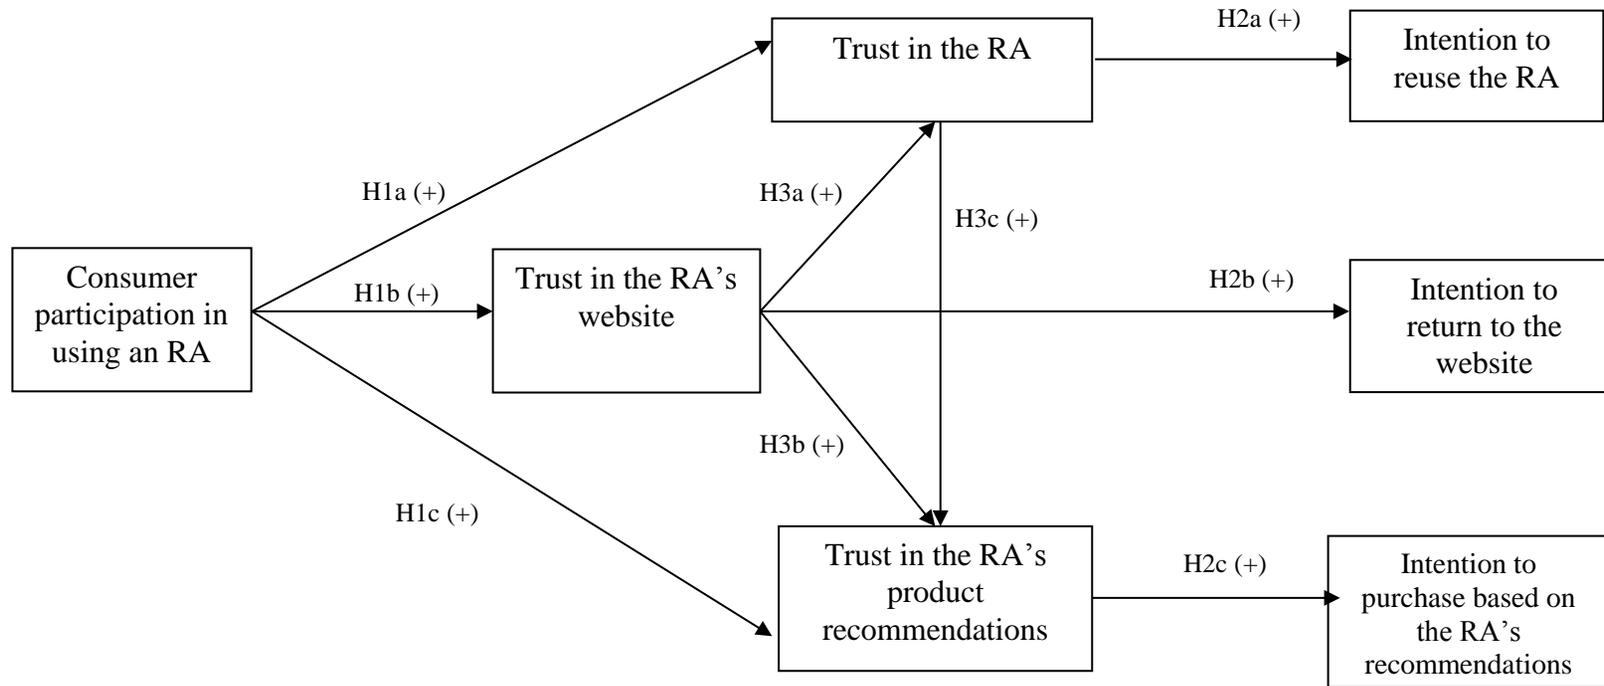 H2a (+)
Trust in the RA
Intention to
reuse the RA
H1a (+)
H3a (+)
H3c (+)
Consumer
participation in
using an RA
H1b (+)
Trust in the RA’s
website
H2b (+)
Intention to
return to the
website
H3b (+)
H1c (+)
Trust in the RA’s
product
recommendations
H2c (+)
Intention to
purchase based on
the RA’s
recommendations